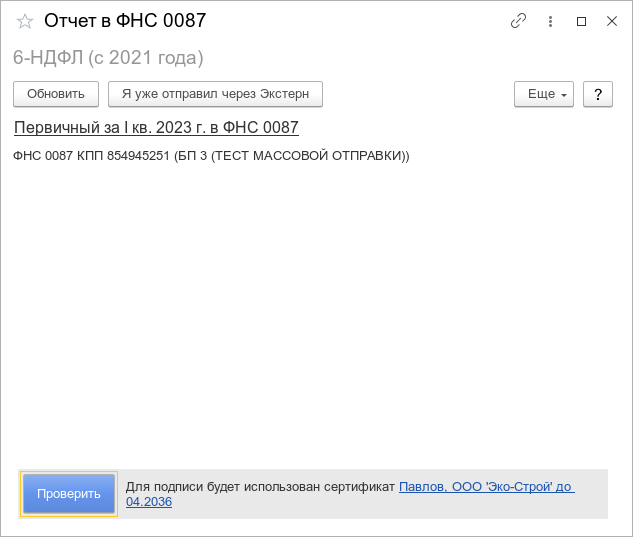 Отчет в ФНС 0087
6-НДФЛ (с 2021 года)
Обновить
Я уже отправил через Экстерн
Еще
?
Первичный за I кв. 2023 г. в ФНС 0087
ФНС 0087 КПП 854945251 (БП 3 (ТЕСТ МАССОВОЙ ОТПРАВКИ))
Проверить
Для подписи будет использован сертификат Павлов, ООО 'Эко-Строй' до
04.2036